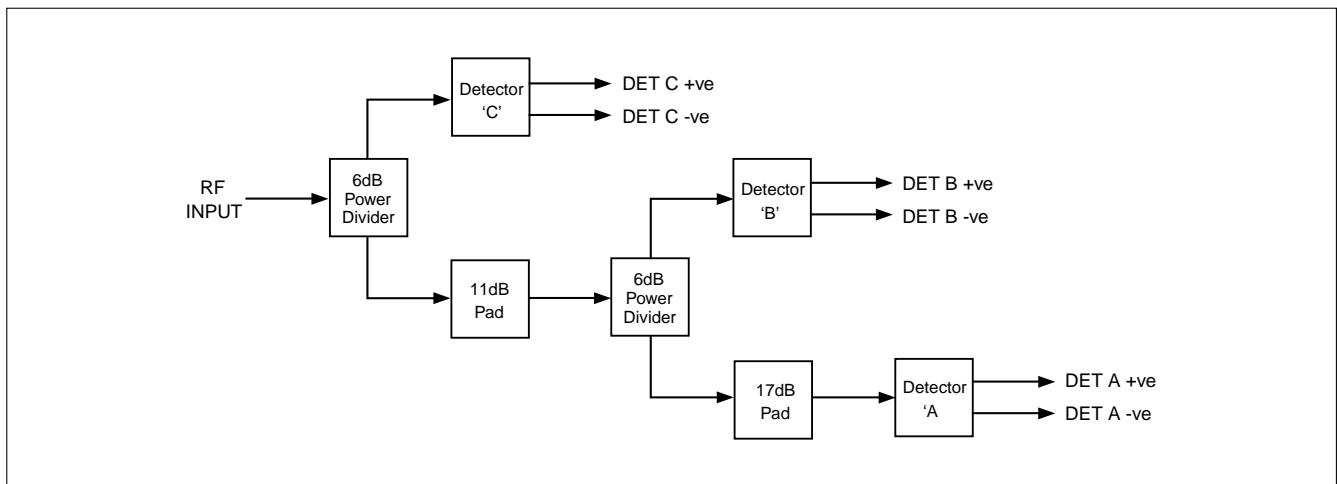 Detector
‘C’
DET C +ve
DET C -ve
RF
INPUT
6dB
Power
Divider
Detector
‘B’
DET B +ve
DET B -ve
11dB
Pad
6dB
Power
Divider
17dB
Pad
Detector
‘A
DET A +ve
DET A -ve